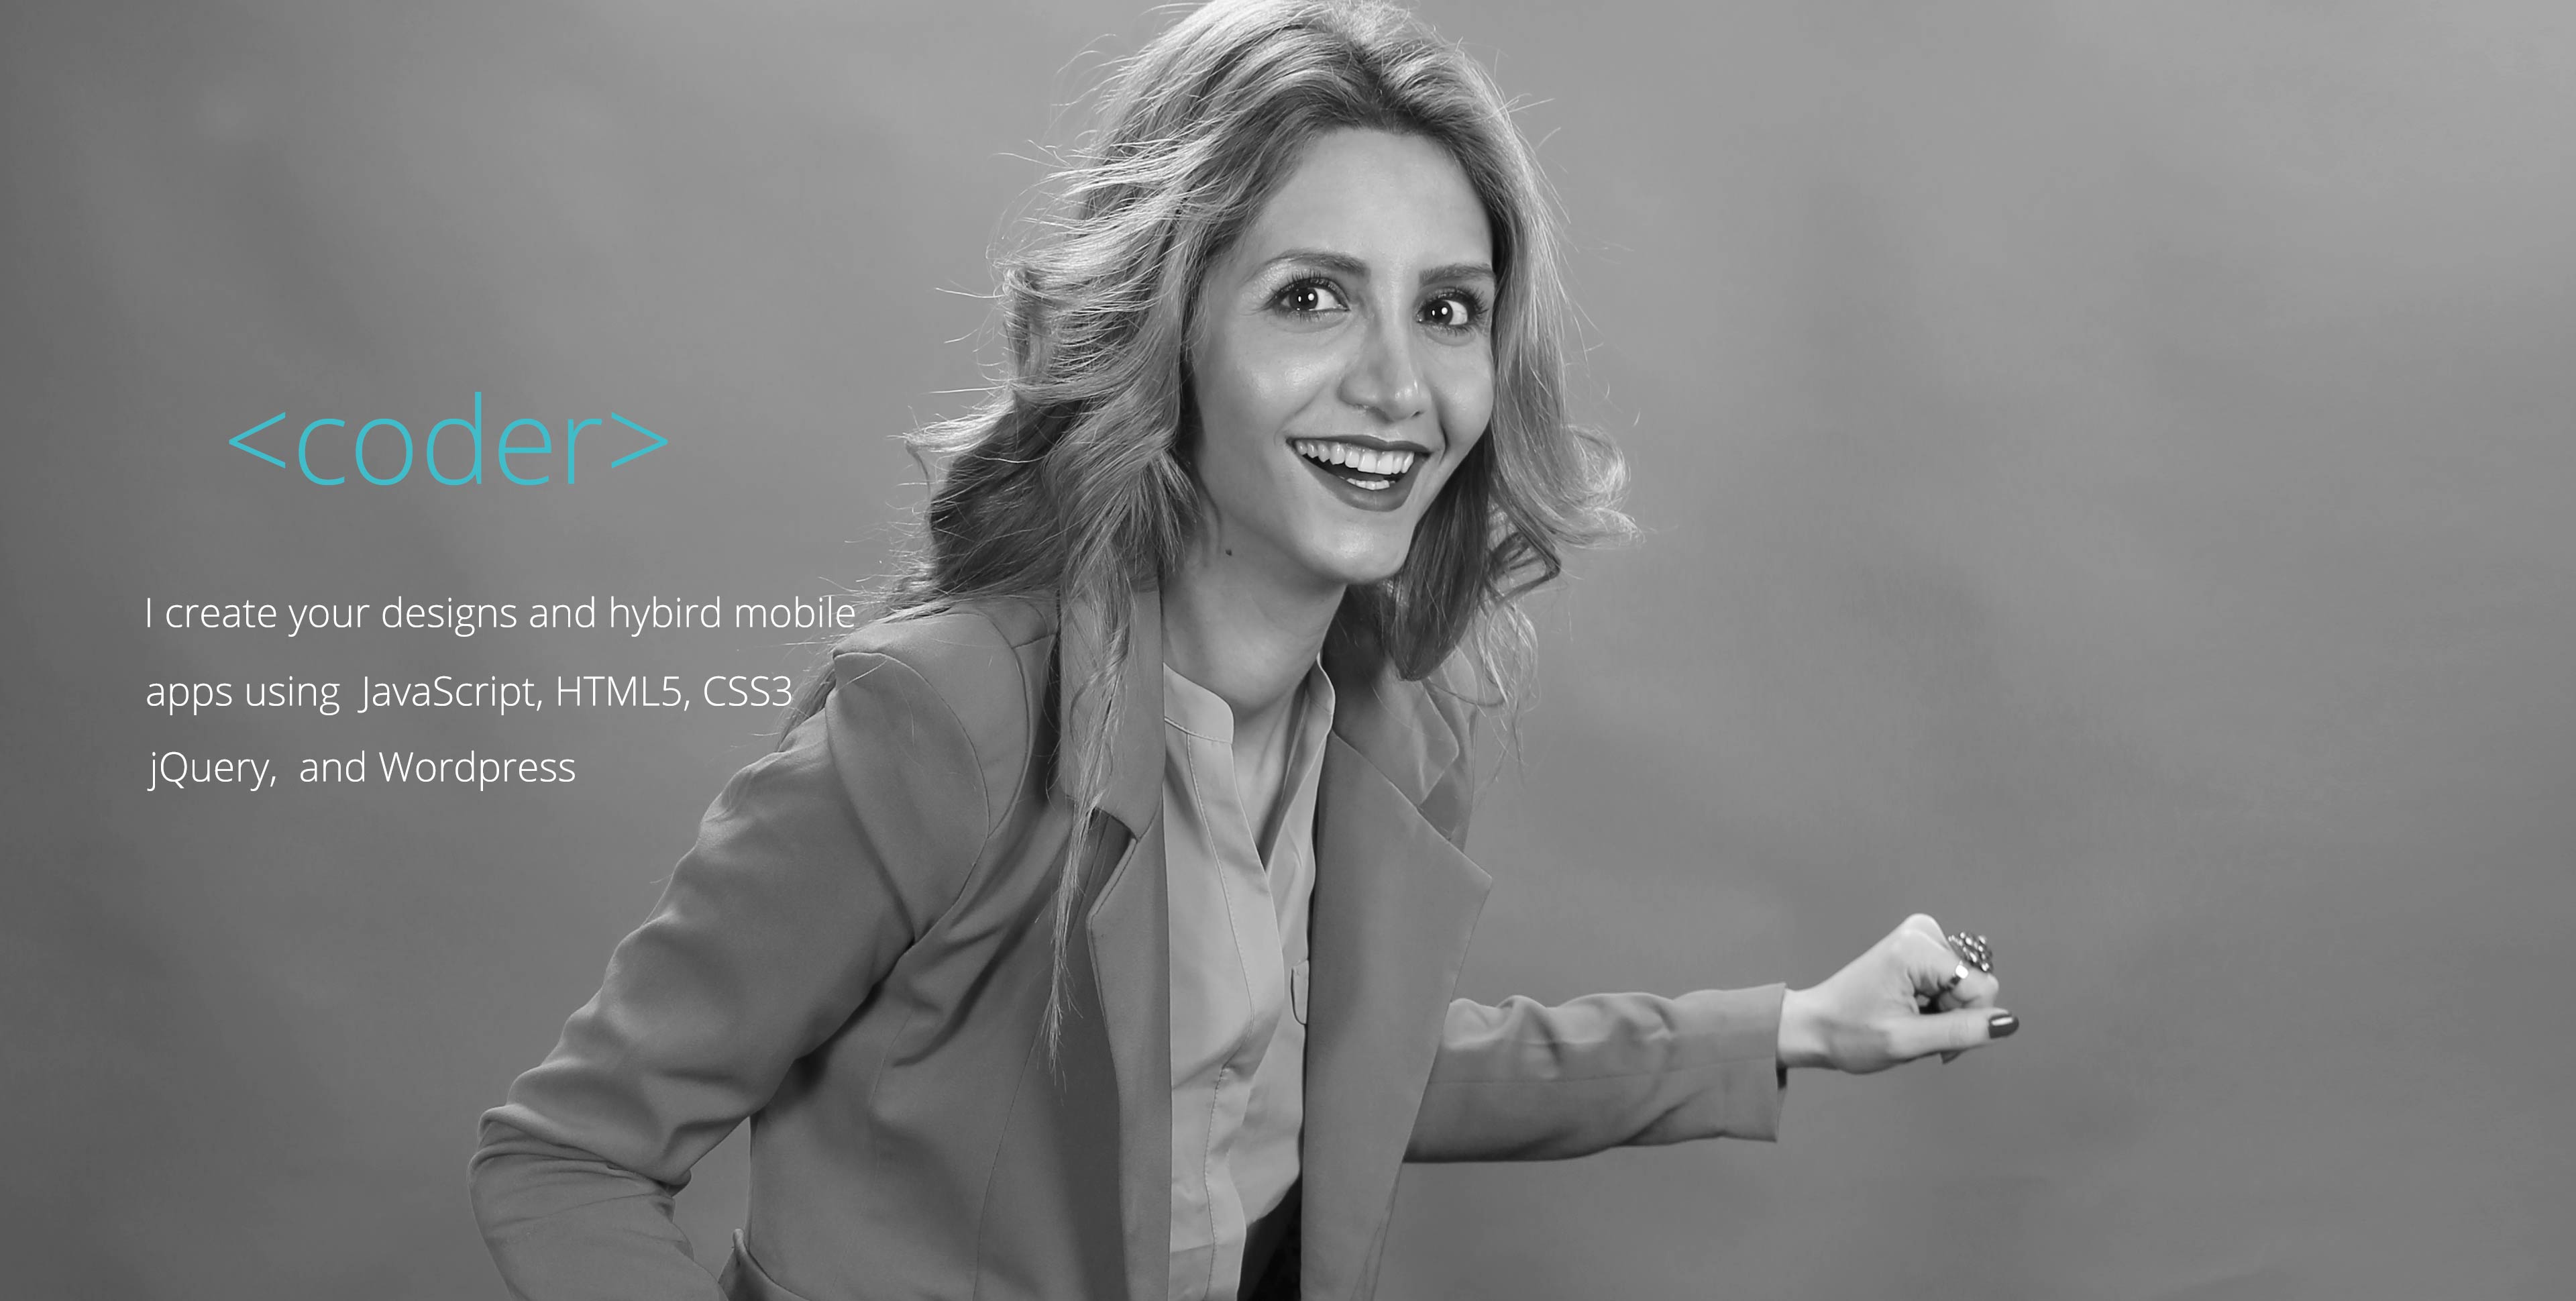 <coder>
I create your designs and hybird mobile
apps using JavaScript, HTML5, CSS3
jQuery, and Wordpress